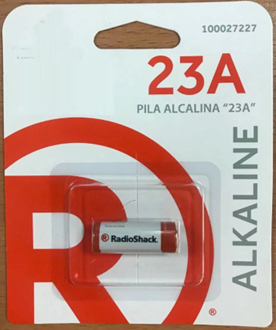 100027227
23A
PILA ALCALINA "23A"
ALKALINE
RadioShack.
R
®